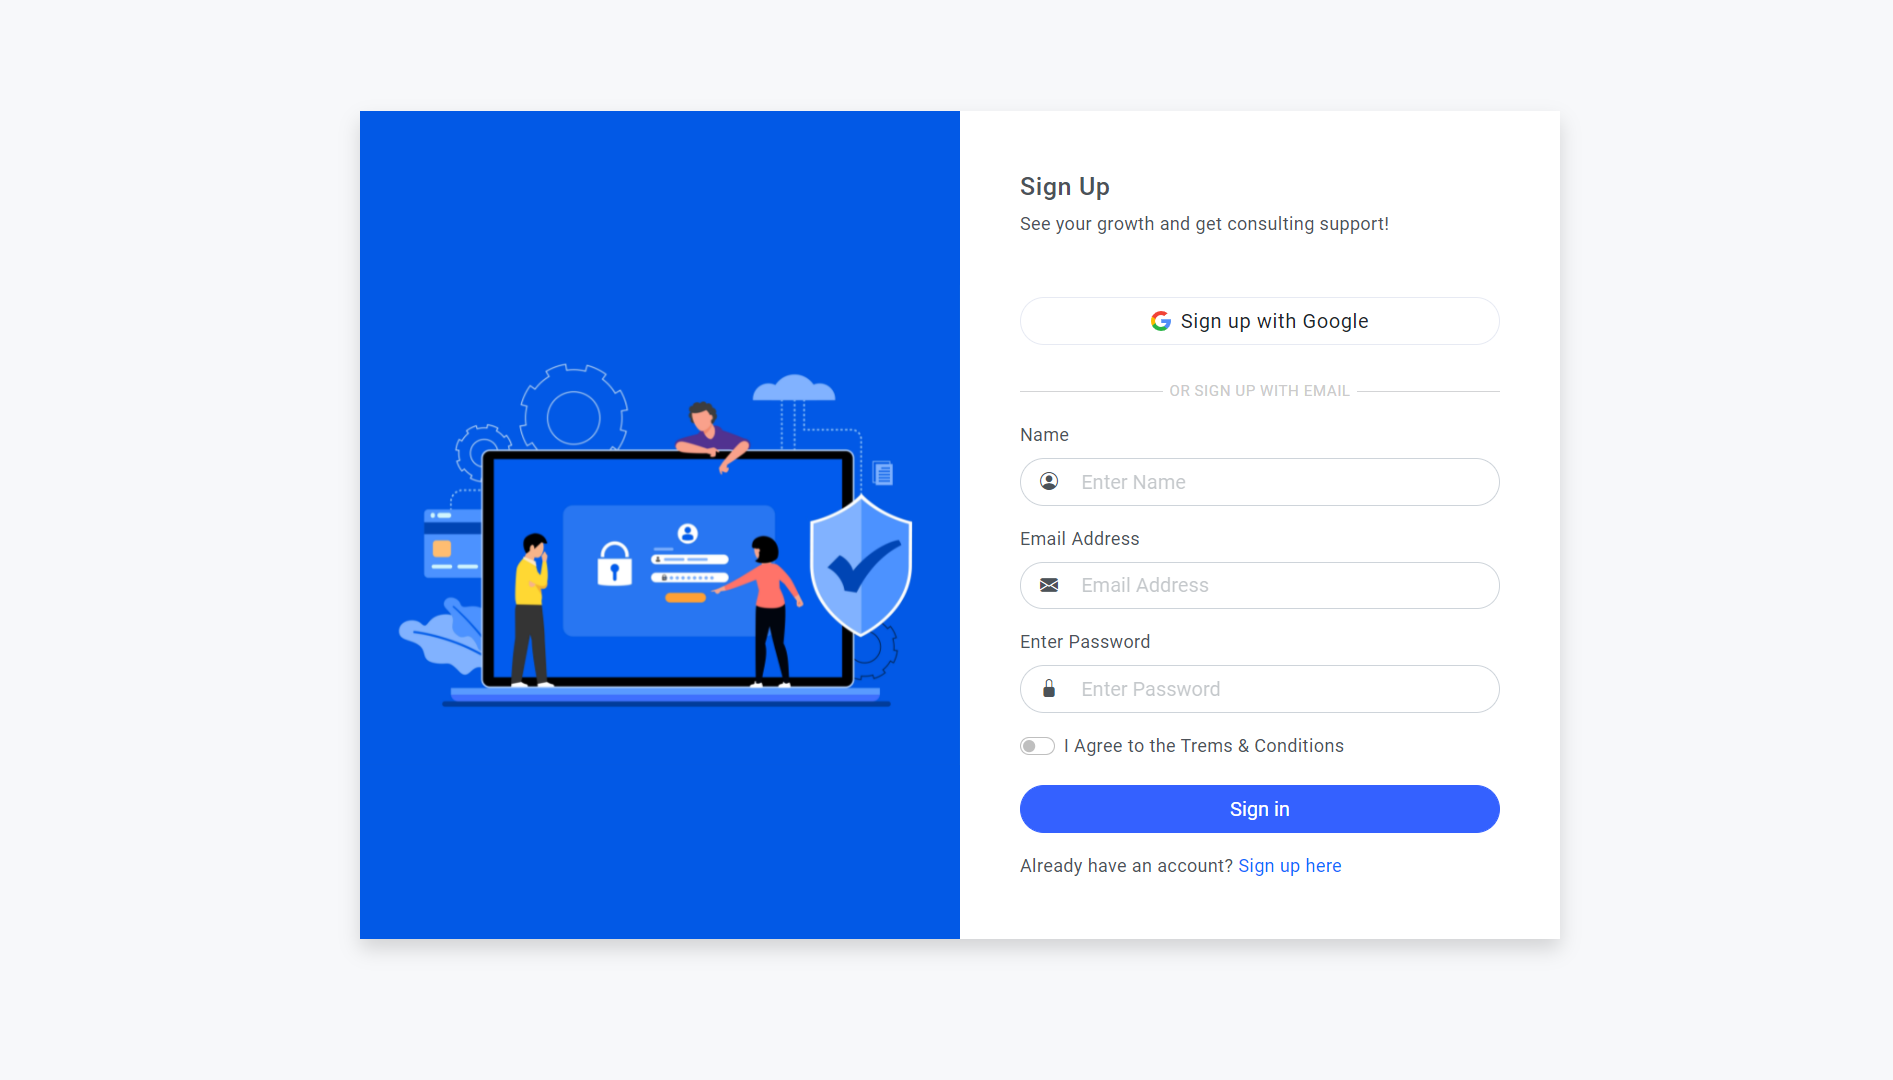 Sign Up
See your growth and get consulting support!
Sign up with Google
OR SIGN UP WITH EMAIL
Name
Enter Name
Email Address
Email Address
Enter Password
Enter Password
I Agree to the Trems & Conditions
Sign in
Already have an account? Sign up here